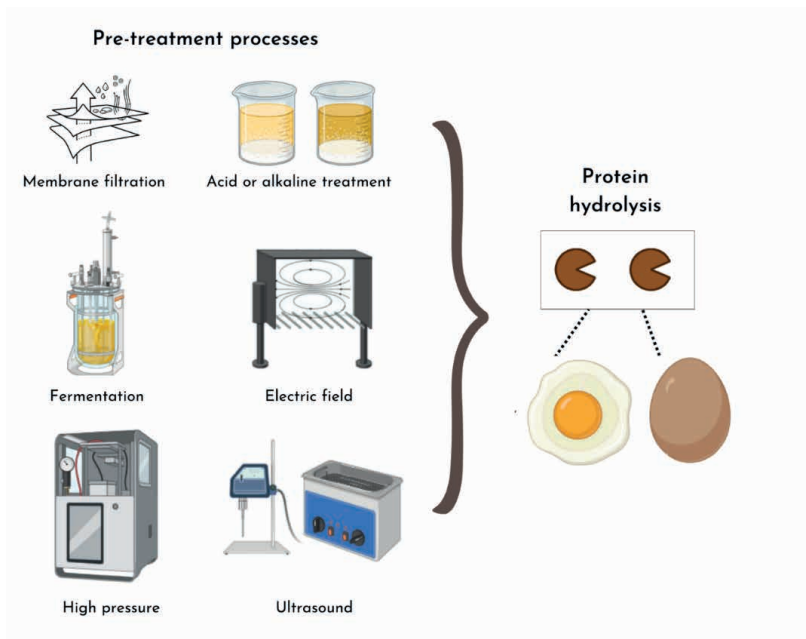 Pre-treatment processes
Membrane filtration
Acid or alkaline treatment
Fermentation
Electric field
High pressure
Ultrasound
Protein
hydrolysis